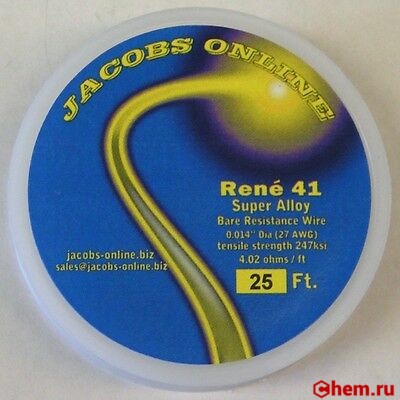 JACOBS ONLINE
René 41
Super Alloy
Bare Resistance Wire
0.014" Dia (27 AWG)
tensile strength 247ksi
4.02 ohms / ft
25 Ft.
jacobs-online.biz
sales@jacobs-online.biz
Chem.ru